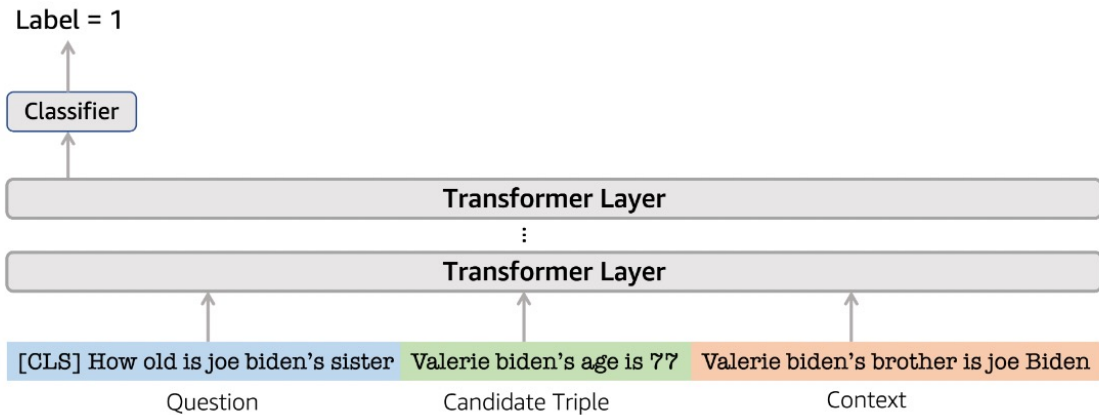 Label = 1
Classifier
Transformer Layer
⋮
Transformer Layer
[CLS] How old is joe biden's sister Valerie biden's age is 77 Valerie biden's brother is joe Biden
Question Candidate Triple Context